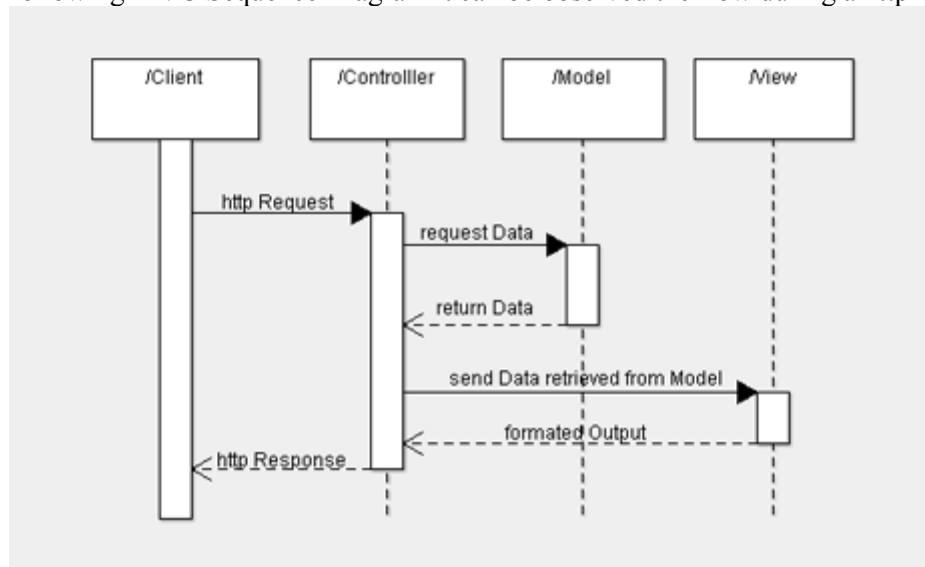 /Client
/Controlller
/Model
/View
http Request
request Data
return Data
send Data retrieved from Model
formated Output
http Response